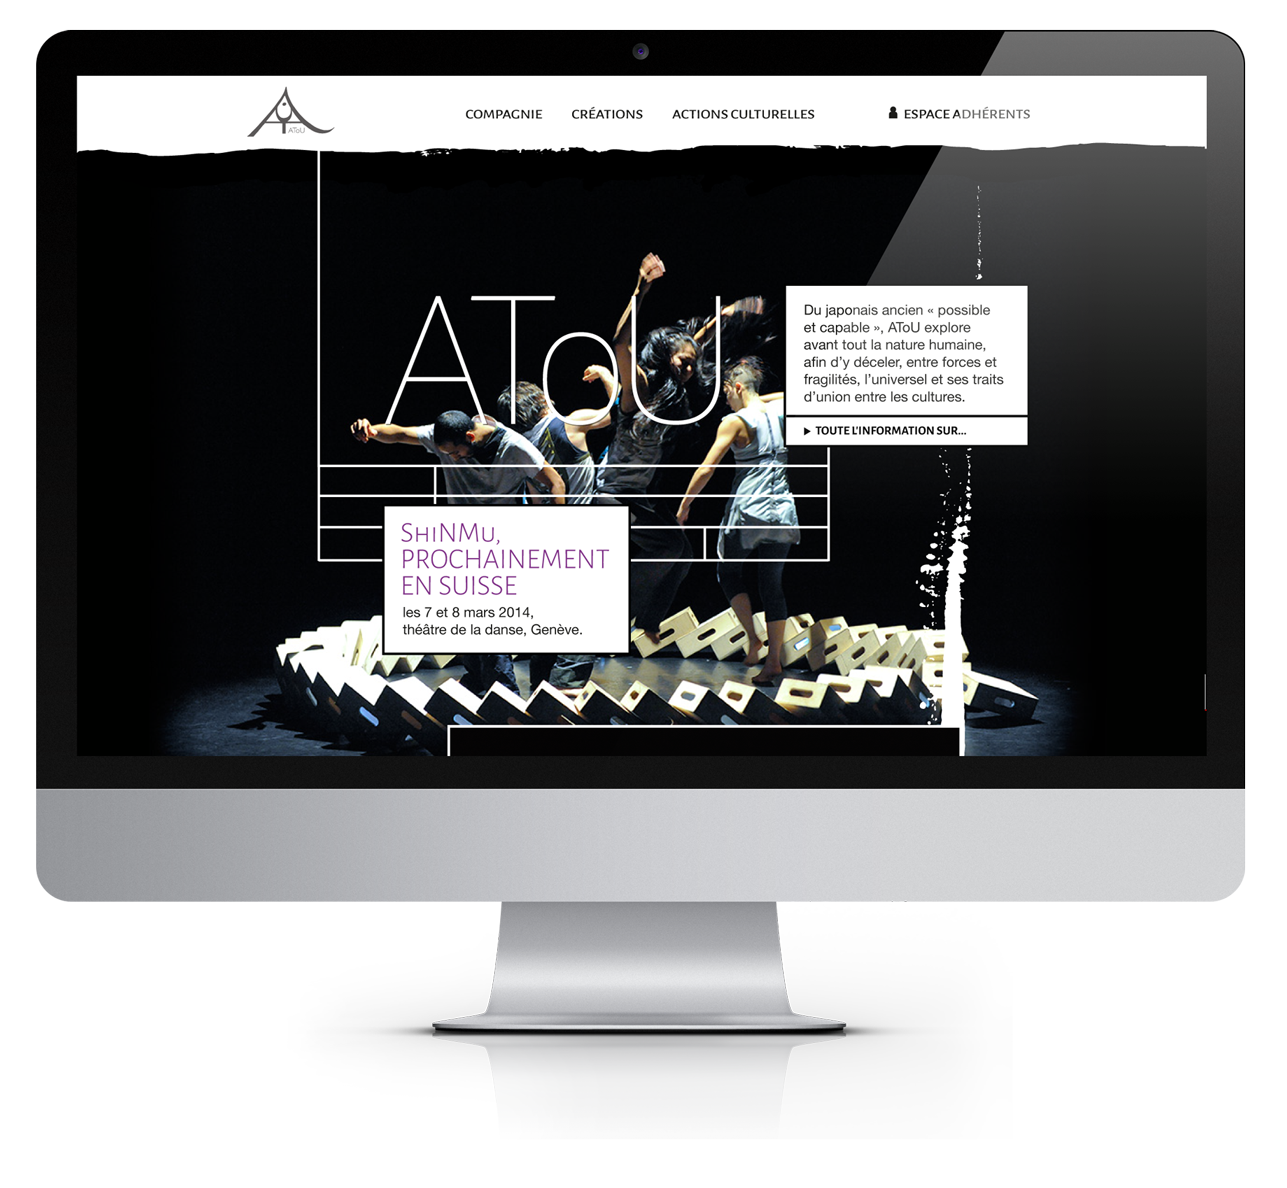 AToU
COMPAGNIE
CRÉATIONS
ACTIONS CULTURELLES
ESPACE ADHÉRENTS
AToU
Du japonais ancien « possible
et capable », AToU explore
avant tout la nature humaine,
afin d’y déceler, entre forces et
fragilités, l’universel et ses traits
d’union entre les cultures.
TOUTE L’INFORMATION SUR...
SHiNMU,
PROCHAINEMENT
EN SUISSE
les 7 et 8 mars 2014,
théâtre de la danse, Genève.